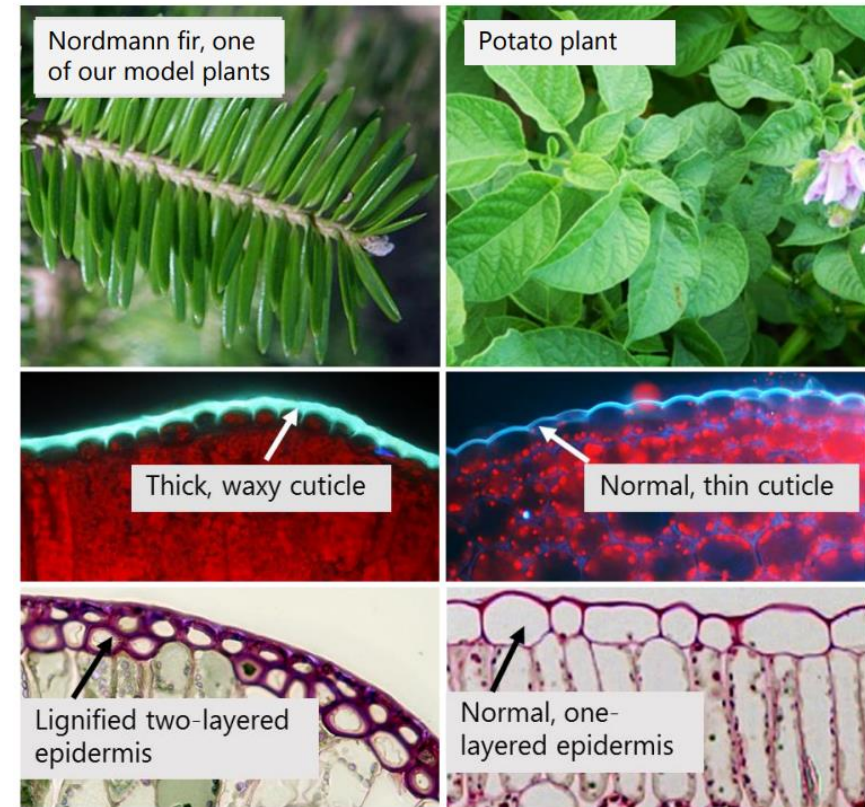 Nordmann fir, one
of our model plants
Potato plant
Thick, waxy cuticle
Normal, thin cuticle
Lignified two-layered
epidermis
Normal, one-
layered epidermis